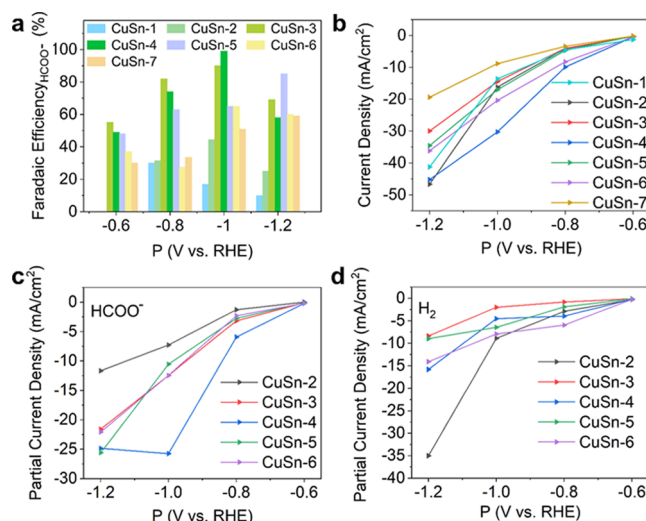 a
Faradaic Efficiency HCOO⁻ (%)
CuSn-1 CuSn-2 CuSn-3
CuSn-4 CuSn-5 CuSn-6
CuSn-7
100
80
60
40
20
0
-0.6 -0.8 -1 -1.2
P (V vs. RHE)
b
Current Density (mA/cm²)
0
-10
-20
-30
-40
-50
CuSn-1
CuSn-2
CuSn-3
CuSn-4
CuSn-5
CuSn-6
CuSn-7
-1.2 -1.0 -0.8 -0.6
P (V vs. RHE)
c
Partial Current Density (mA/cm²)
HCOO⁻
0
-5
-10
-15
-20
-25
-30
CuSn-2
CuSn-3
CuSn-4
CuSn-5
CuSn-6
-1.2 -1.0 -0.8 -0.6
P (V vs. RHE)
d
Partial Current Density (mA/cm²)
H₂
0
-5
-10
-15
-20
-25
-30
-35
-40
CuSn-2
CuSn-3
CuSn-4
CuSn-5
CuSn-6
-1.2 -1.0 -0.8 -0.6
P (V vs. RHE)